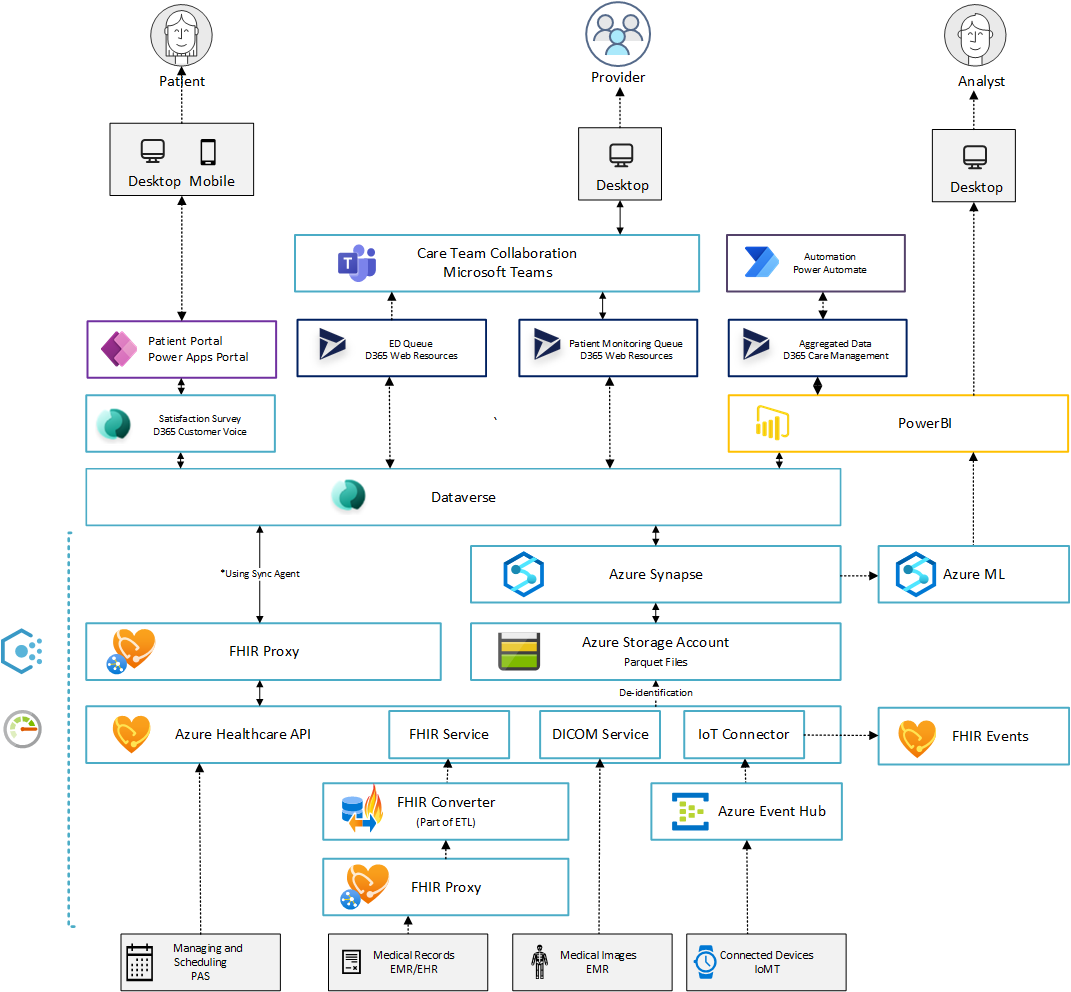 Patient
Provider
Analyst
Desktop Mobile
Desktop
Desktop
Care Team Collaboration
Microsoft Teams
Automation
Power Automate
Patient Portal
Power Apps Portal
ED Queue
D365 Web Resources
Patient Monitoring Queue
D365 Web Resources
Aggregated Data
D365 Care Management
Satisfaction Survey
D365 Customer Voice
`
PowerBI
Dataverse
*Using Sync Agent
Azure Synapse
Azure ML
FHIR Proxy
Azure Storage Account
Parquet Files
De-identification
Azure Healthcare API
FHIR Service
DICOM Service
IoT Connector
FHIR Events
FHIR Converter
(Part of ETL)
Azure Event Hub
FHIR Proxy
Managing and
Scheduling
PAS
Medical Records
EMR/EHR
Medical Images
EMR
Connected Devices
IoMT